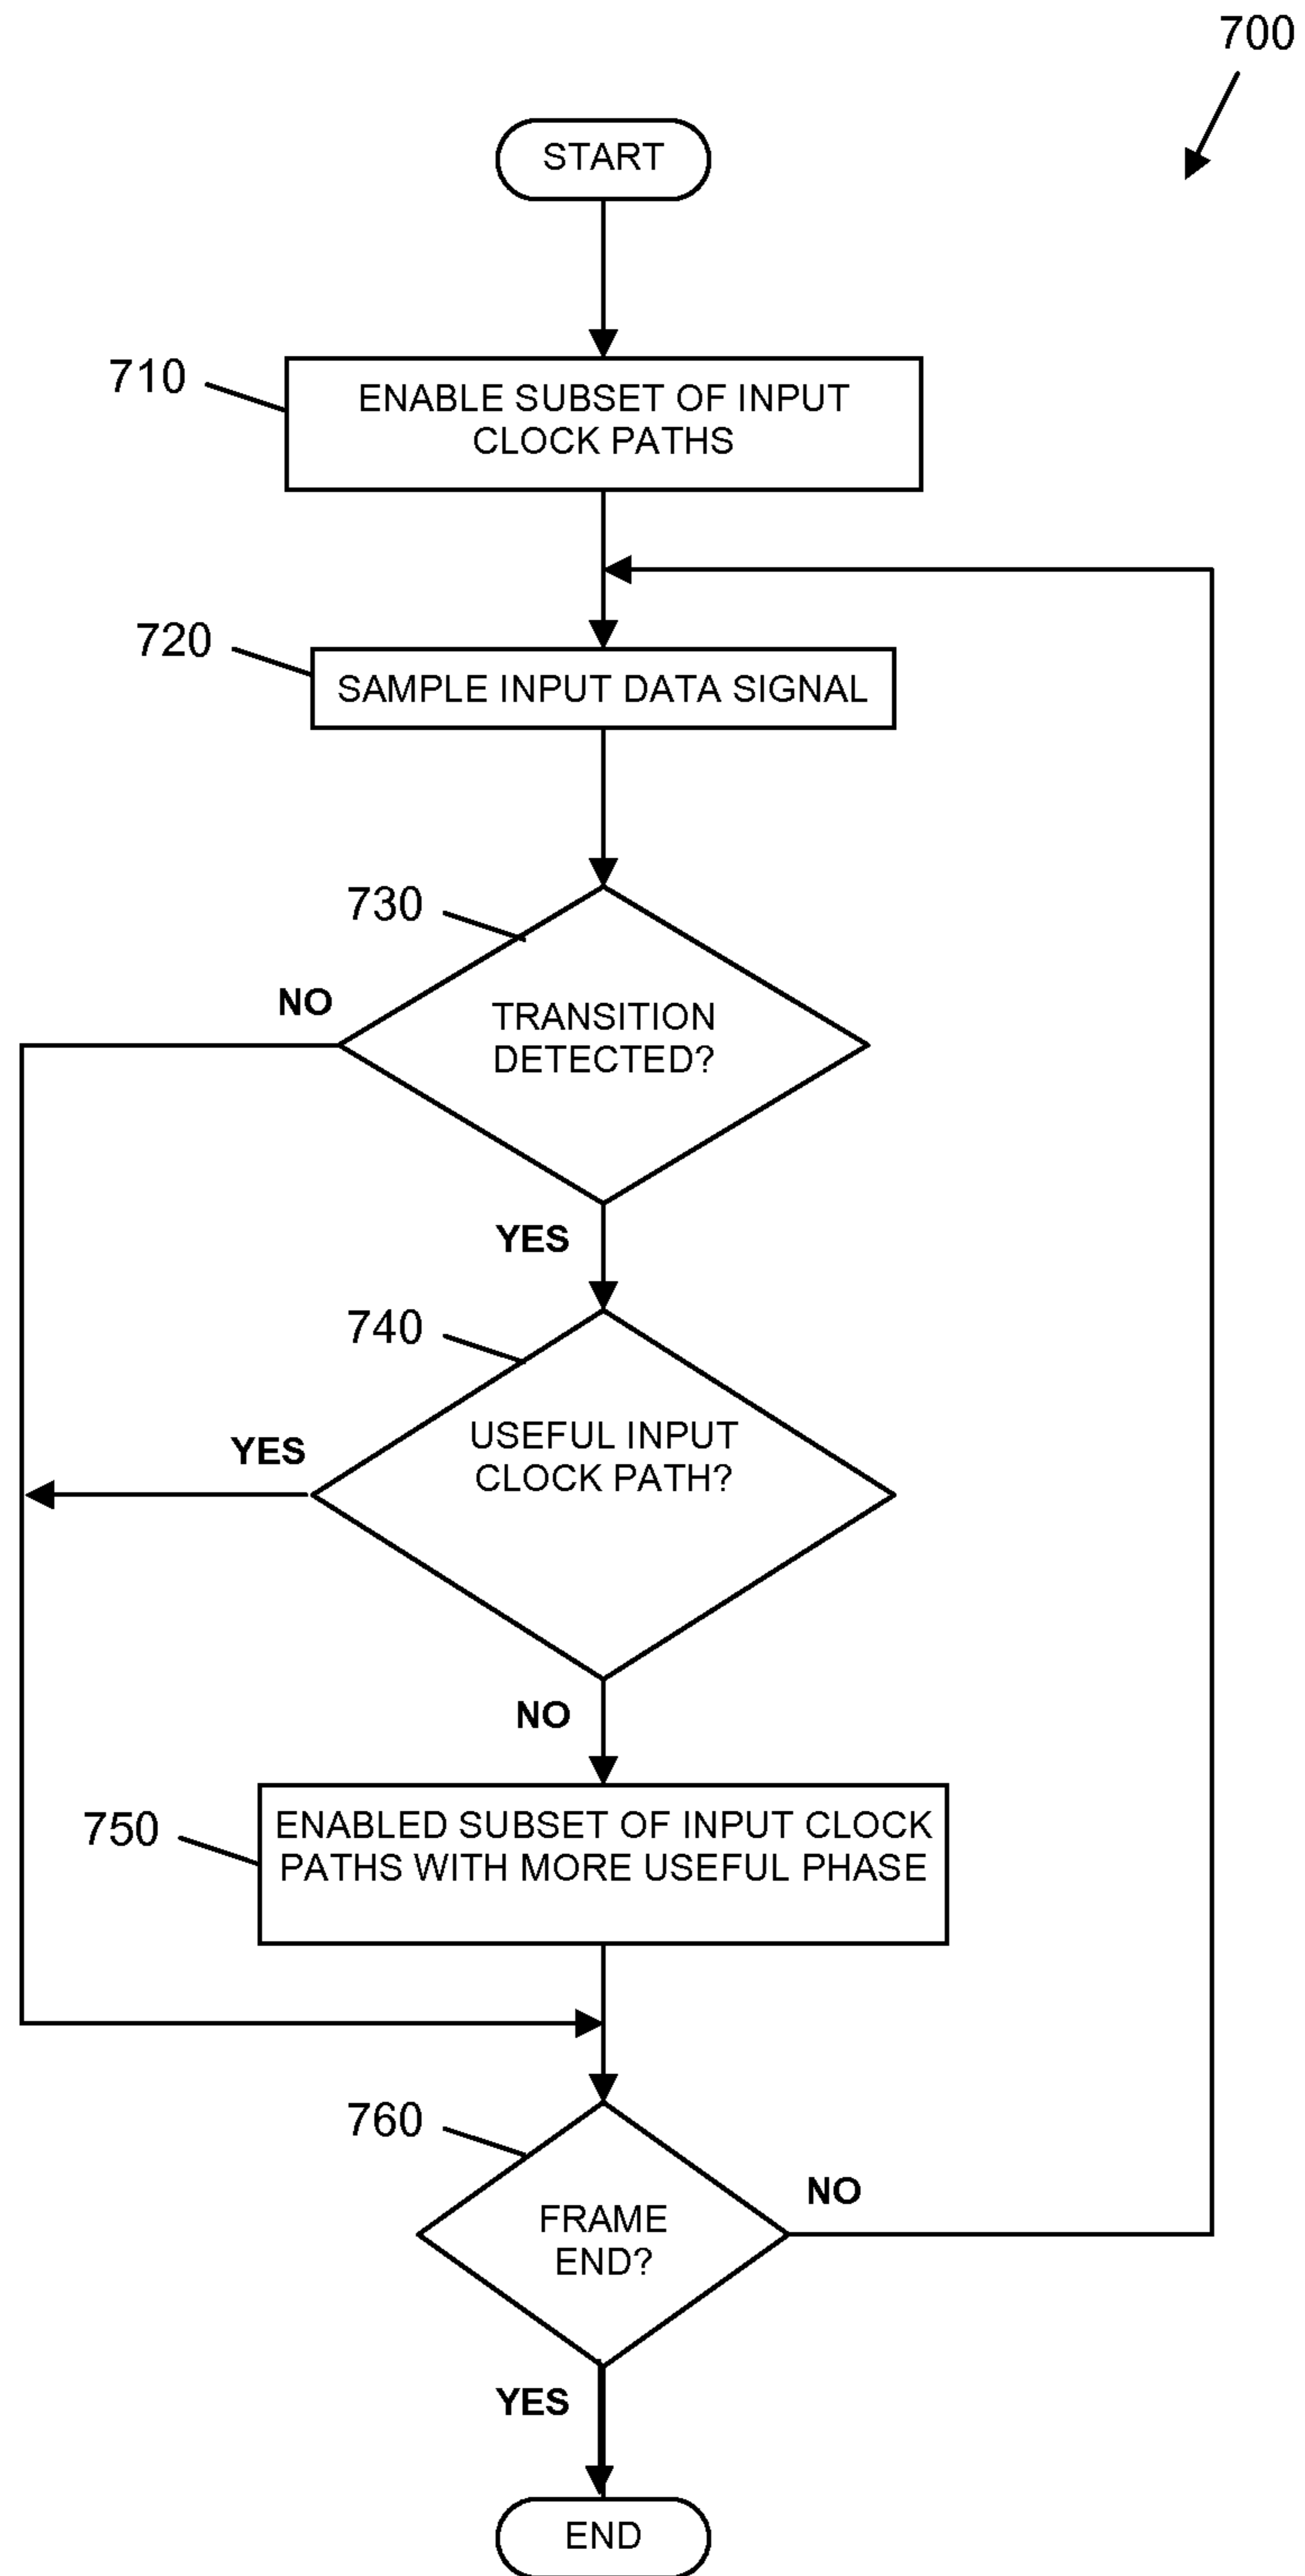 700
START
710
ENABLE SUBSET OF INPUT
CLOCK PATHS
720
SAMPLE INPUT DATA SIGNAL
730
NO
TRANSITION
DETECTED?
YES
740
YES
USEFUL INPUT
CLOCK PATH?
NO
750
ENABLED SUBSET OF INPUT CLOCK
PATHS WITH MORE USEFUL PHASE
760
NO
FRAME
END?
YES
END